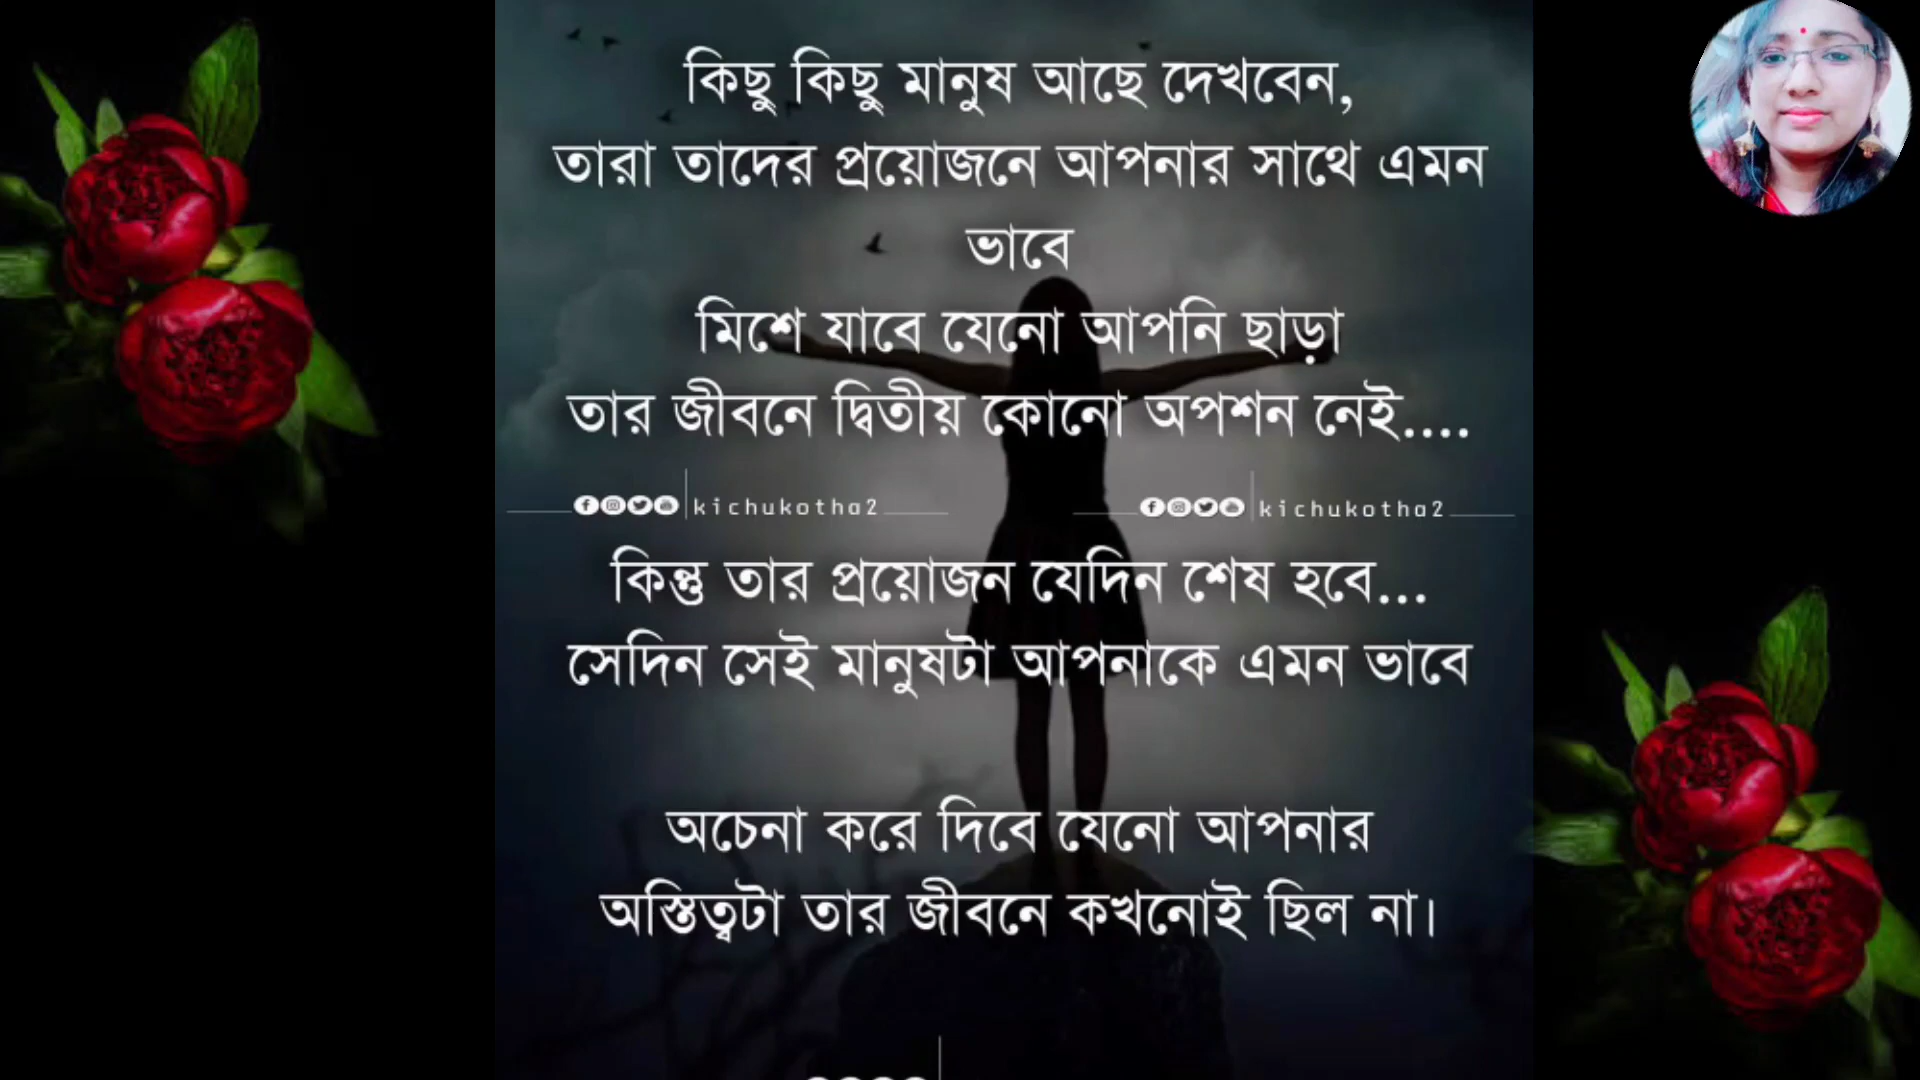 কিছু কিছু মানুষ আছে দেখবেন,
তারা তাদের প্রয়োজনে আপনার সাথে এমন
ভাবে
মিশে যাবে যেনো আপনি ছাড়া
তার জীবনে দ্বিতীয় কোনো অপশন নেই....
kichukotha2 kichukotha2
কিন্তু তার প্রয়োজন যেদিন শেষ হবে...
সেদিন সেই মানুষটা আপনাকে এমন ভাবে
অচেনা করে দিবে যেনো আপনার
অস্তিত্বটা তার জীবনে কখনোই ছিল না।